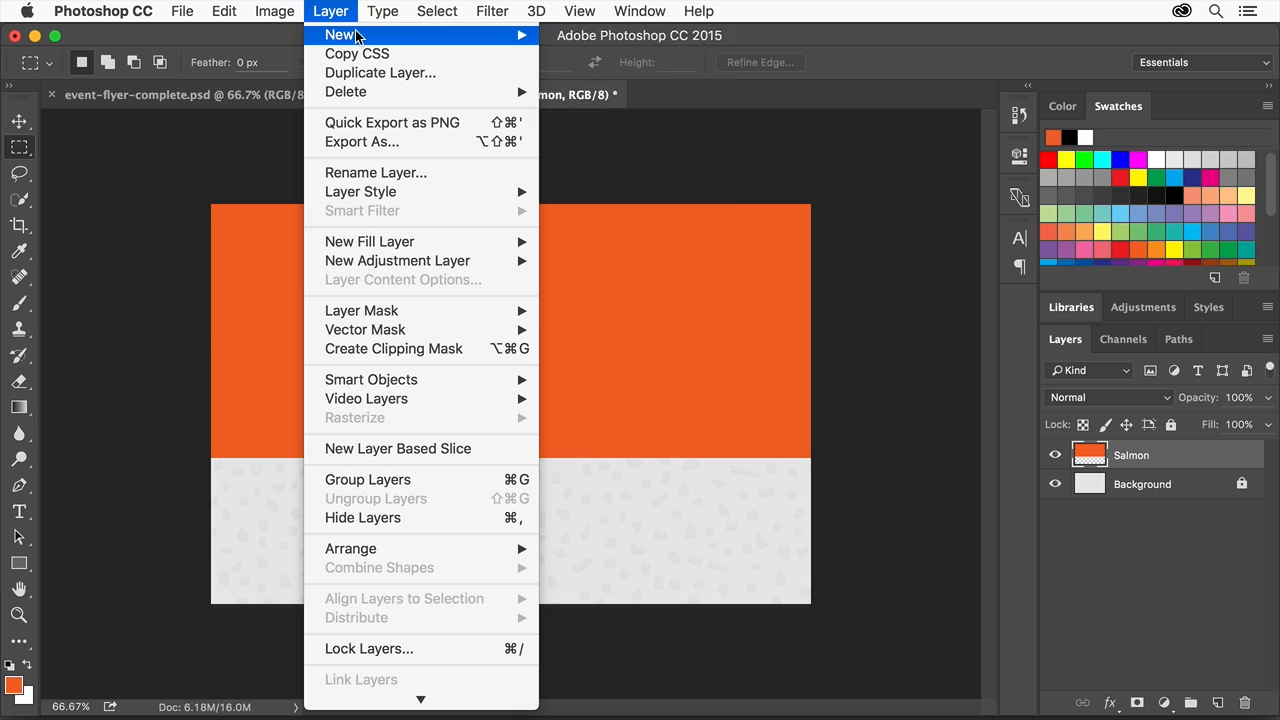 Photoshop CC File Edit Image Layer Type Select Filter 3D View Window Help
Adobe Photoshop CC 2015
Feather: 0 px Height: Refine Edge... Essentials
× event-flyer-complete.psd @ 66.7% (RGB/8 mon, RGB/8) *
New
Copy CSS
Duplicate Layer...
Delete
Quick Export as PNG ⇧⌘'
Export As... ⌥⇧⌘'
Rename Layer...
Layer Style
Smart Filter
New Fill Layer
New Adjustment Layer
Layer Content Options...
Layer Mask
Vector Mask
Create Clipping Mask ⌥⌘G
Smart Objects
Video Layers
Rasterize
New Layer Based Slice
Group Layers ⌘G
Ungroup Layers ⇧⌘G
Hide Layers ⌘,
Arrange
Combine Shapes
Align Layers to Selection
Distribute
Lock Layers... ⌘/
Link Layers
Color Swatches
Libraries Adjustments Styles
Layers Channels Paths
Kind
Normal Opacity: 100%
Lock: Fill: 100%
Salmon
Background
66.67% Doc: 6.18M/16.0M